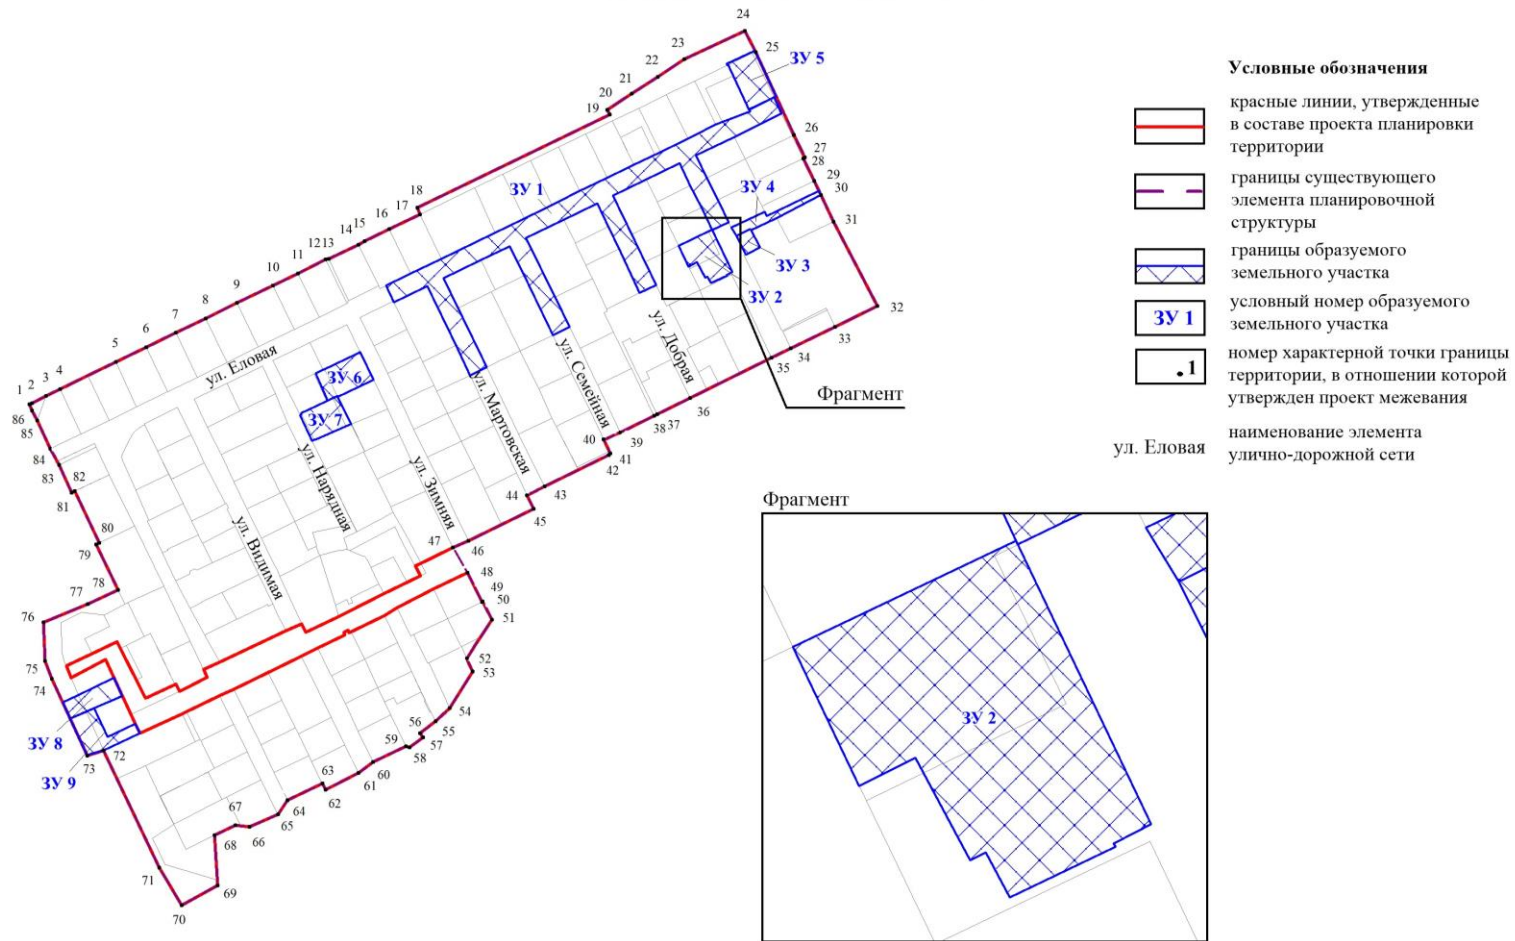 Условные обозначения
красные линии, утвержденные
в составе проекта планировки
территории
границы существующего
элемента планировочной
структуры
границы образуемого
земельного участка
ЗУ 1
условный номер образуемого
земельного участка
.1
номер характерной точки границы
территории, в отношении которой
утвержден проект межевания
ул. Еловая
наименование элемента
улично-дорожной сети
24
23
25
22
ЗУ 5
21
20
19
26
27
28
29
30
ЗУ 4
ЗУ 1
18
17
16
15
14
13
12
11
10
9
8
7
6
5
4
3
2
1
31
ЗУ 3
ЗУ 2
32
33
34
35
36
37
38
39
40
41
42
43
44
45
46
47
48
49
50
51
52
53
54
55
56
57
58
59
60
61
62
63
64
65
66
67
68
69
70
71
72
73
74
75
76
77
78
79
80
81
82
83
84
85
86
ул. Еловая
ул. Добрая
ул. Семейная
ул. Мартовская
ул. Зимняя
ул. Нарядная
ул. Видимая
ЗУ 6
ЗУ 7
ЗУ 8
ЗУ 9
Фрагмент
Фрагмент
ЗУ 2